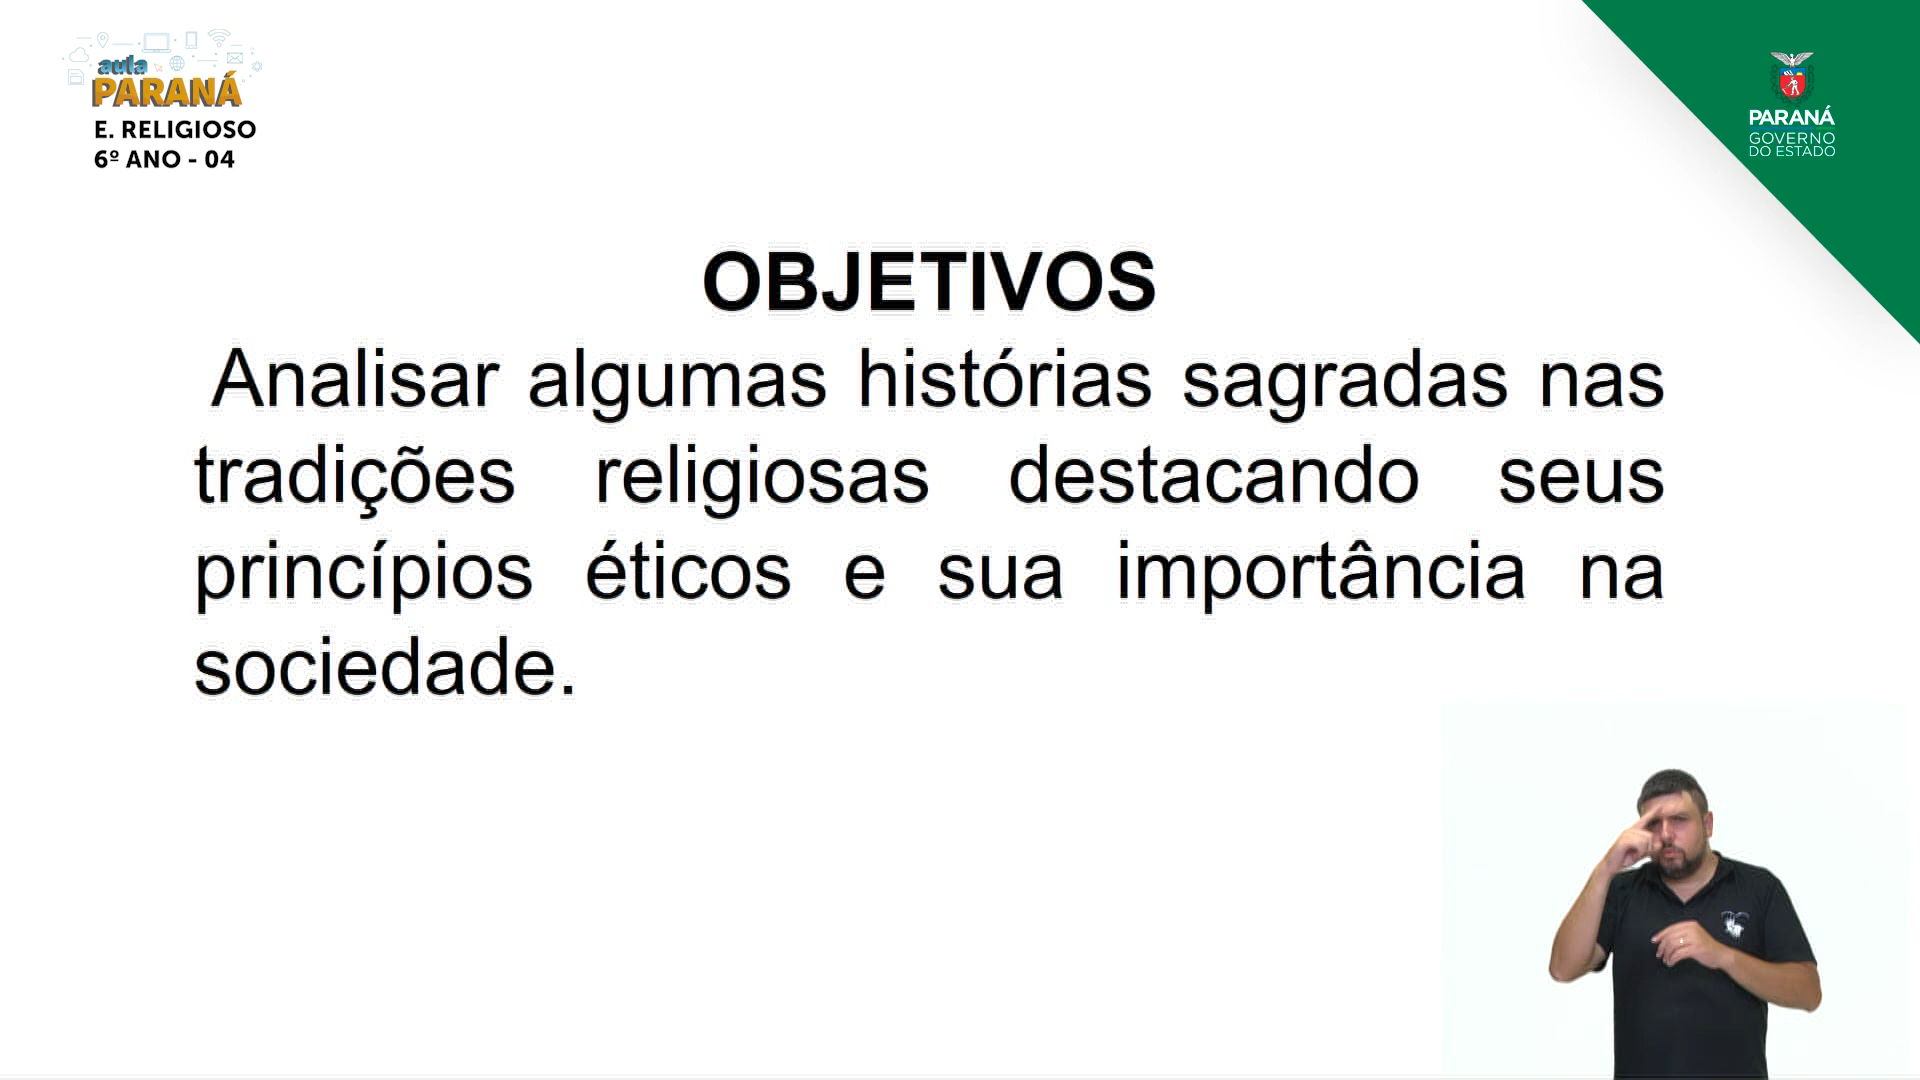 aula
PARANÁ
E. RELIGIOSO
6º ANO - 04
PARANÁ
GOVERNO
DO ESTADO
OBJETIVOS
Analisar algumas histórias sagradas nas
tradições religiosas destacando seus
princípios éticos e sua importância na
sociedade.